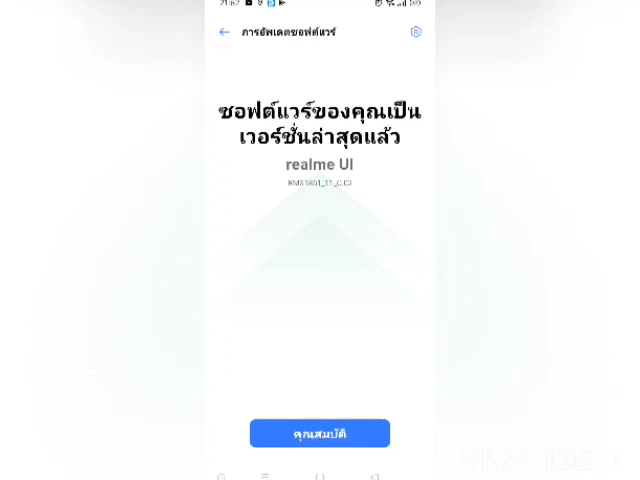 การอัพเดตซอฟต์แวร์
ซอฟต์แวร์ของคุณเป็น
เวอร์ชั่นล่าสุดแล้ว
realme UI
RMX1851_11_C.02
คุณสมบัติ